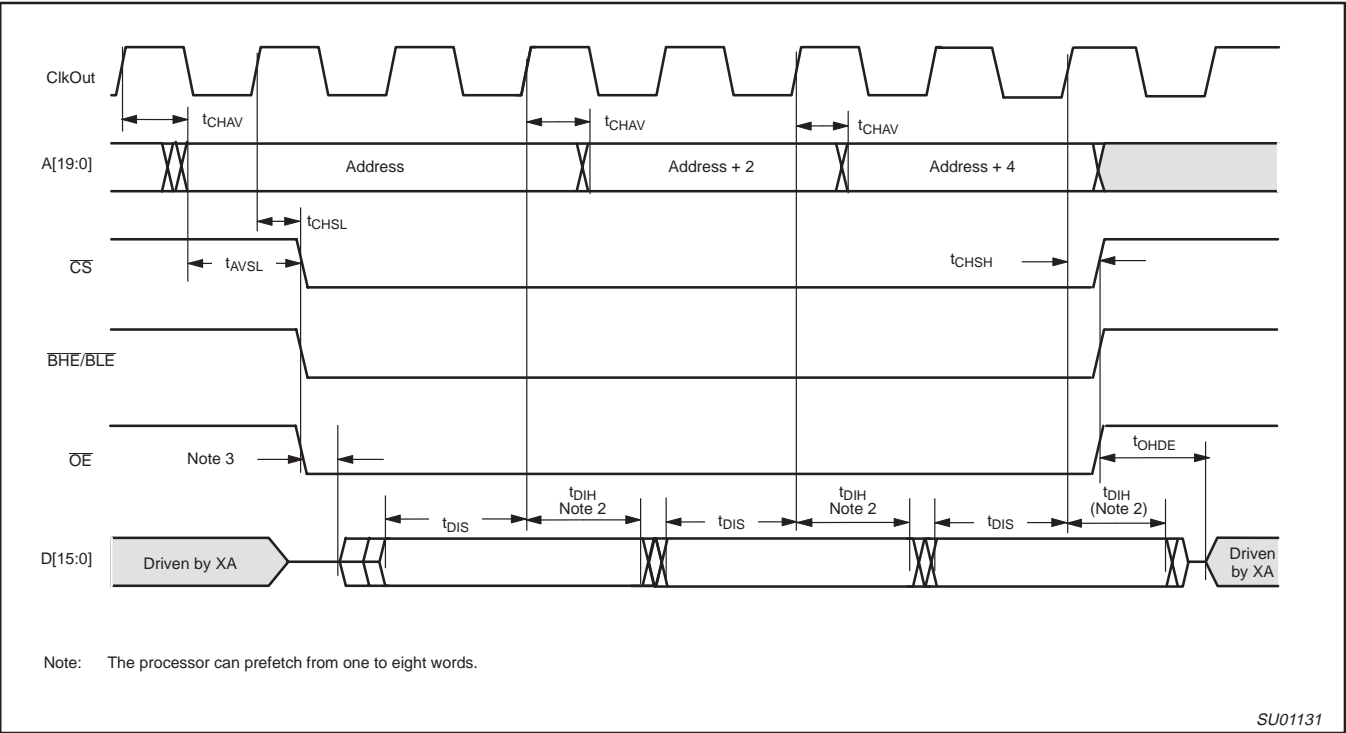 ClkOut
tCHAV
tCHAV
tCHAV
A[19:0]
Address
Address + 2
Address + 4
tCHSL
CS
tAVSL
tCHSH
BHE/BLE
OE
Note 3
tOHDE
tDIS
tDIH
Note 2
tDIS
tDIH
Note 2
tDIS
tDIH
(Note 2)
D[15:0]
Driven by XA
Driven
by XA
Note: The processor can prefetch from one to eight words.
SU01131